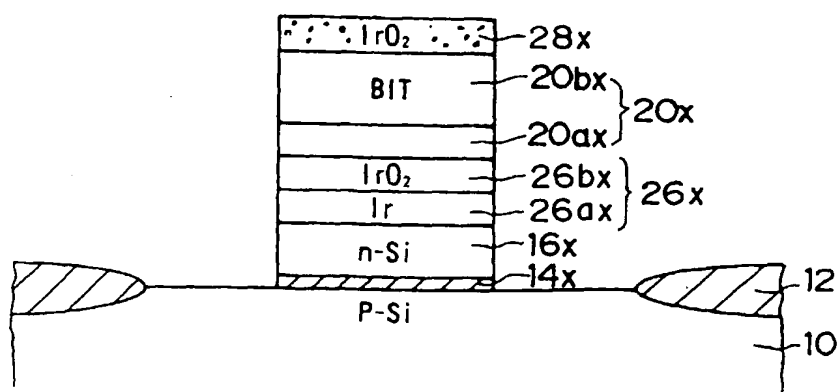 IrO₂ 28x
BIT 20bx
20x
20ax
IrO₂ 26bx
26x
Ir 26ax
n-Si 16x
14x
12
P-Si
10